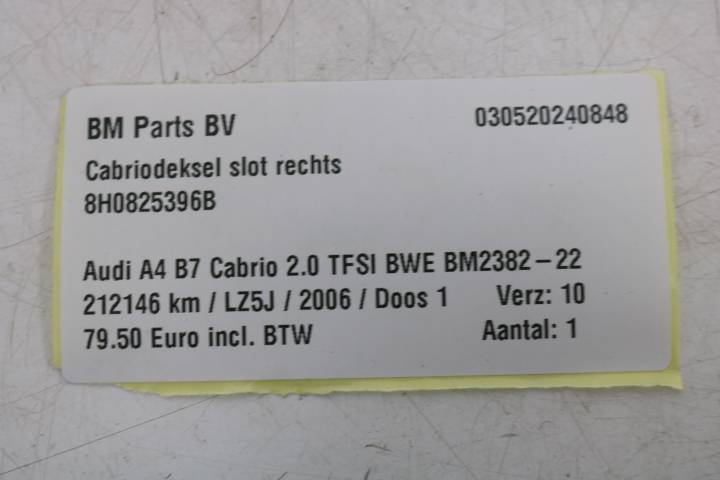 BM Parts BV 030520240848
Cabriodeksel slot rechts
8H0825396B
Audi A4 B7 Cabrio 2.0 TFSI BWE BM2382-22
212146 km / LZ5J / 2006 / Doos 1 Verz: 10
79.50 Euro incl. BTW Aantal: 1